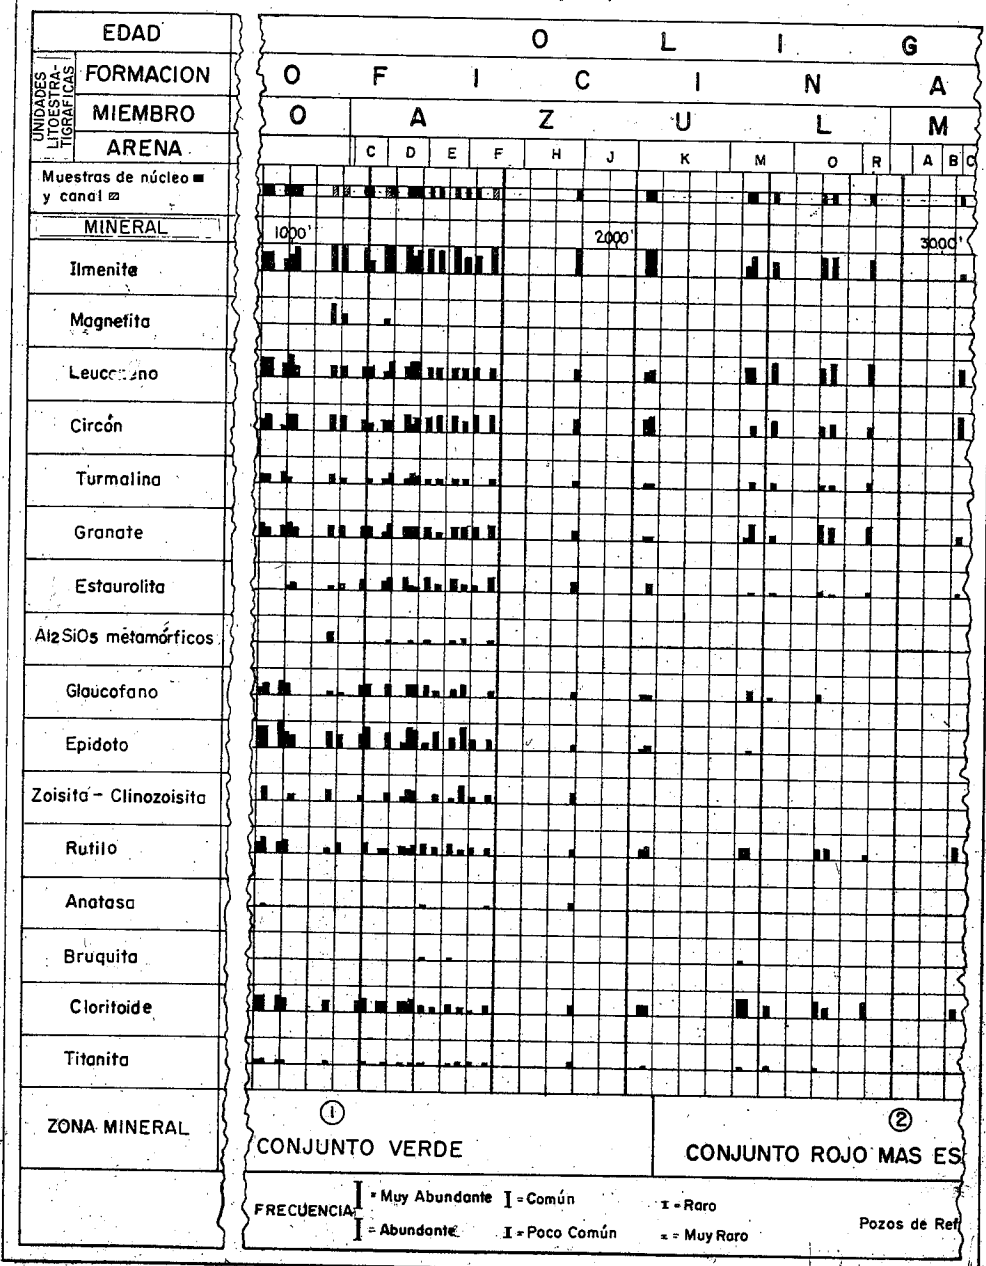 EDAD
O L I G
UNIDADES LITOESTRA-TIGRAFICAS
FORMACION
O F I C I N A
MIEMBRO
O A Z U L M
ARENA
C D E F H J K M O R A B C
Muestras de núcleo
y canal
MINERAL
1000' 2000' 3000'
Ilmenita
Magnetita
Circón
Turmalina
Granate
Estaurolita
Al2SiO5 metamórficos
Glaucofano
Epidoto
Zoisita - Clinozoisita
Rutilo
Anatasa
Bruquita
Cloritoide
Titanita
ZONA MINERAL
1
CONJUNTO VERDE
2
CONJUNTO ROJO MAS ES
FRECUENCIA
= Muy Abundante
= Común
= Raro
= Abundante
= Poco Común
= Muy Raro
Pozos de Ref